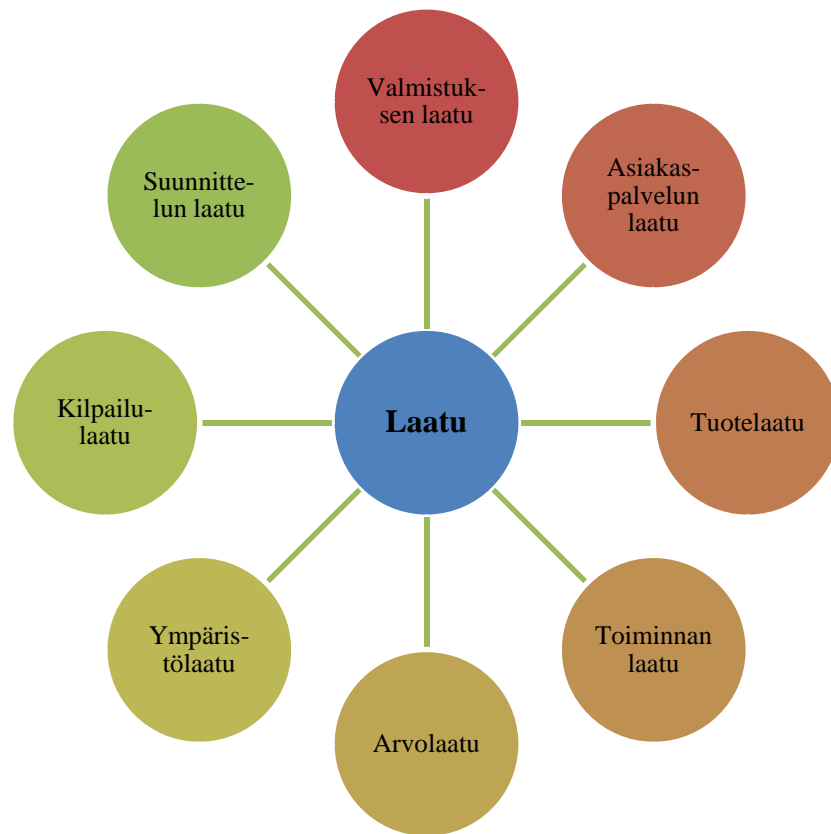 Valmistuk-
sen laatu
Asiakas-
palvelun
laatu
Tuotelaatu
Toiminnan
laatu
Arvolaatu
Ympäris-
tölaatu
Kilpailu-
laatu
Suunnitte-
lun laatu
Laatu